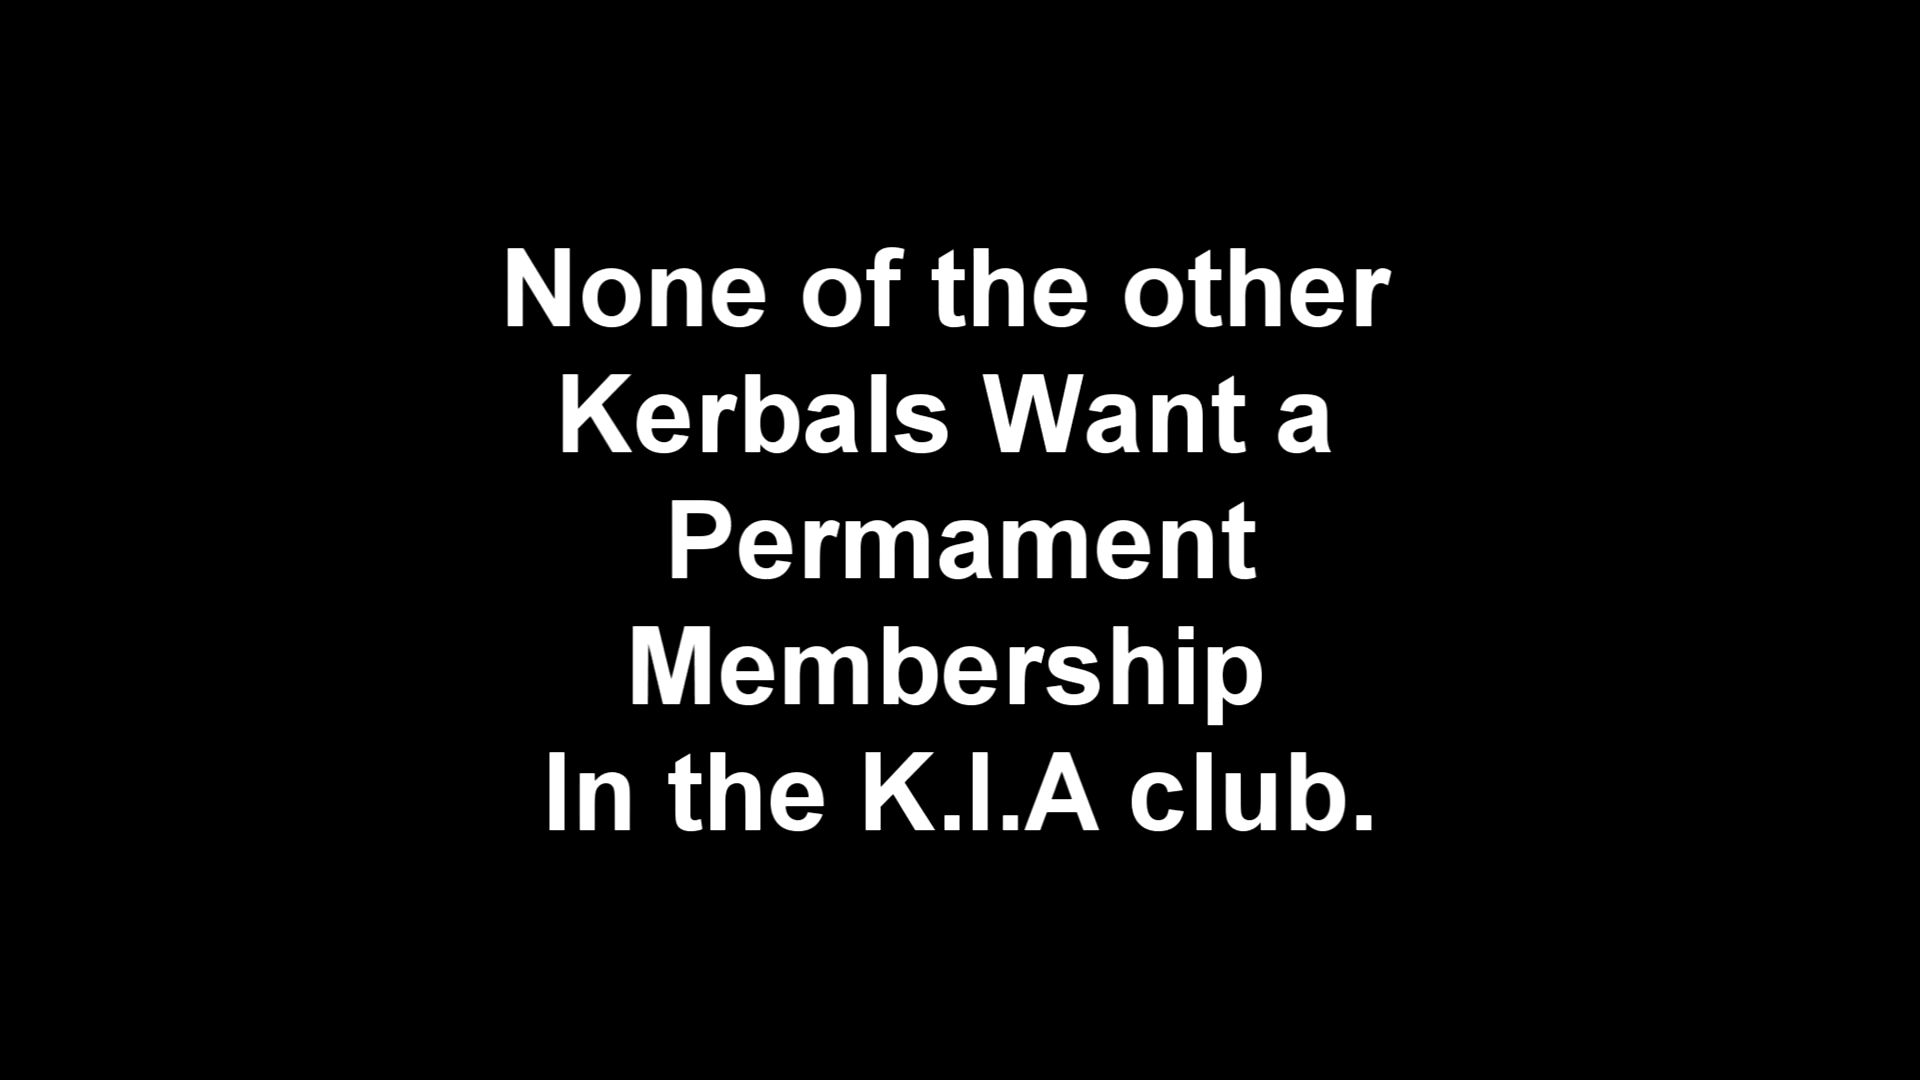 None of the other
Kerbals Want a
Permament
Membership
In the K.I.A club.